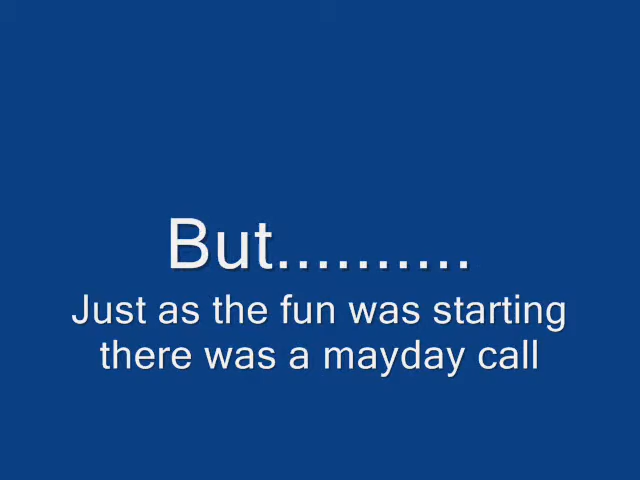 But..........
Just as the fun was starting
there was a mayday call